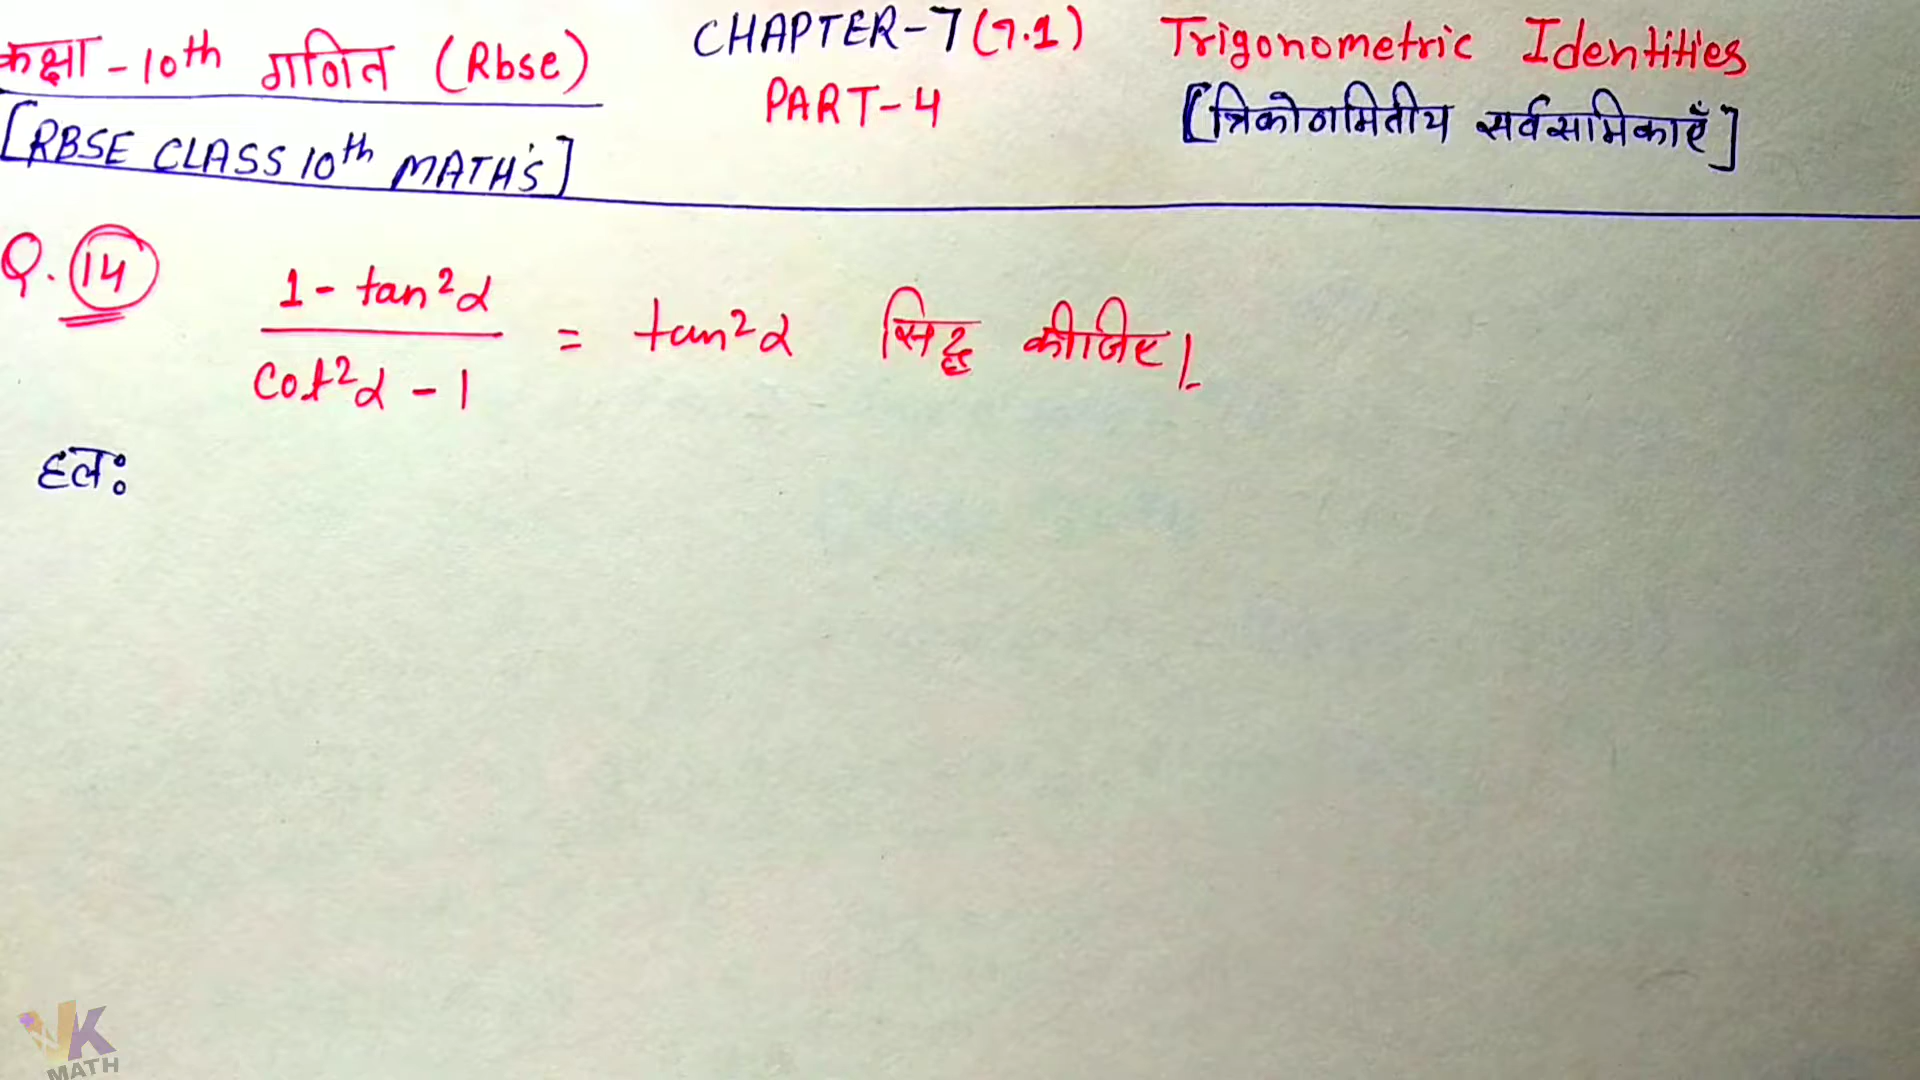 कक्षा - 10th गणित (Rbse)
[RBSE CLASS 10th MATH'S]
CHAPTER-7 (7.1)
PART-4
Trigonometric Identities
[त्रिकोणमितीय सर्वसमिकाएँ]
Q. 14 (1 - tan²α) / (cot²α - 1) = tan²α सिद्ध कीजिए।
हल:
VK
MATH